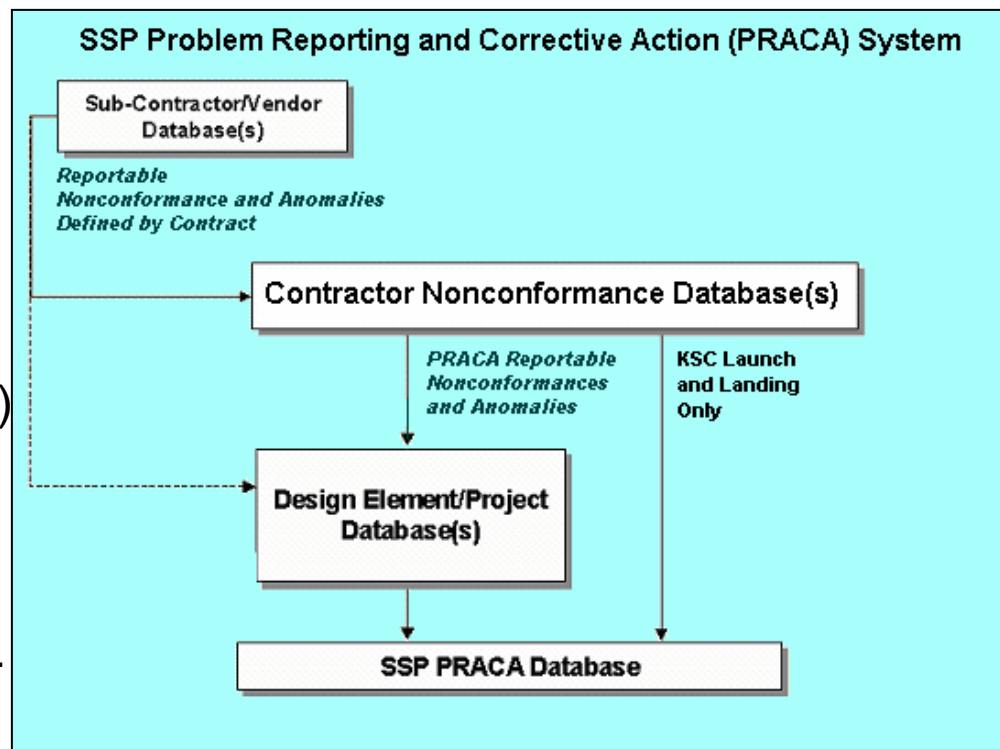 SSP Problem Reporting and Corrective Action (PRACA) System
Sub-Contractor/Vendor
Database(s)
Reportable
Nonconformance and Anomalies
Defined by Contract
Contractor Nonconformance Database(s)
PRACA Reportable
Nonconformances
and Anomalies
KSC Launch
and Landing
Only
)
Design Element/Project
Database(s)
.
SSP PRACA Database